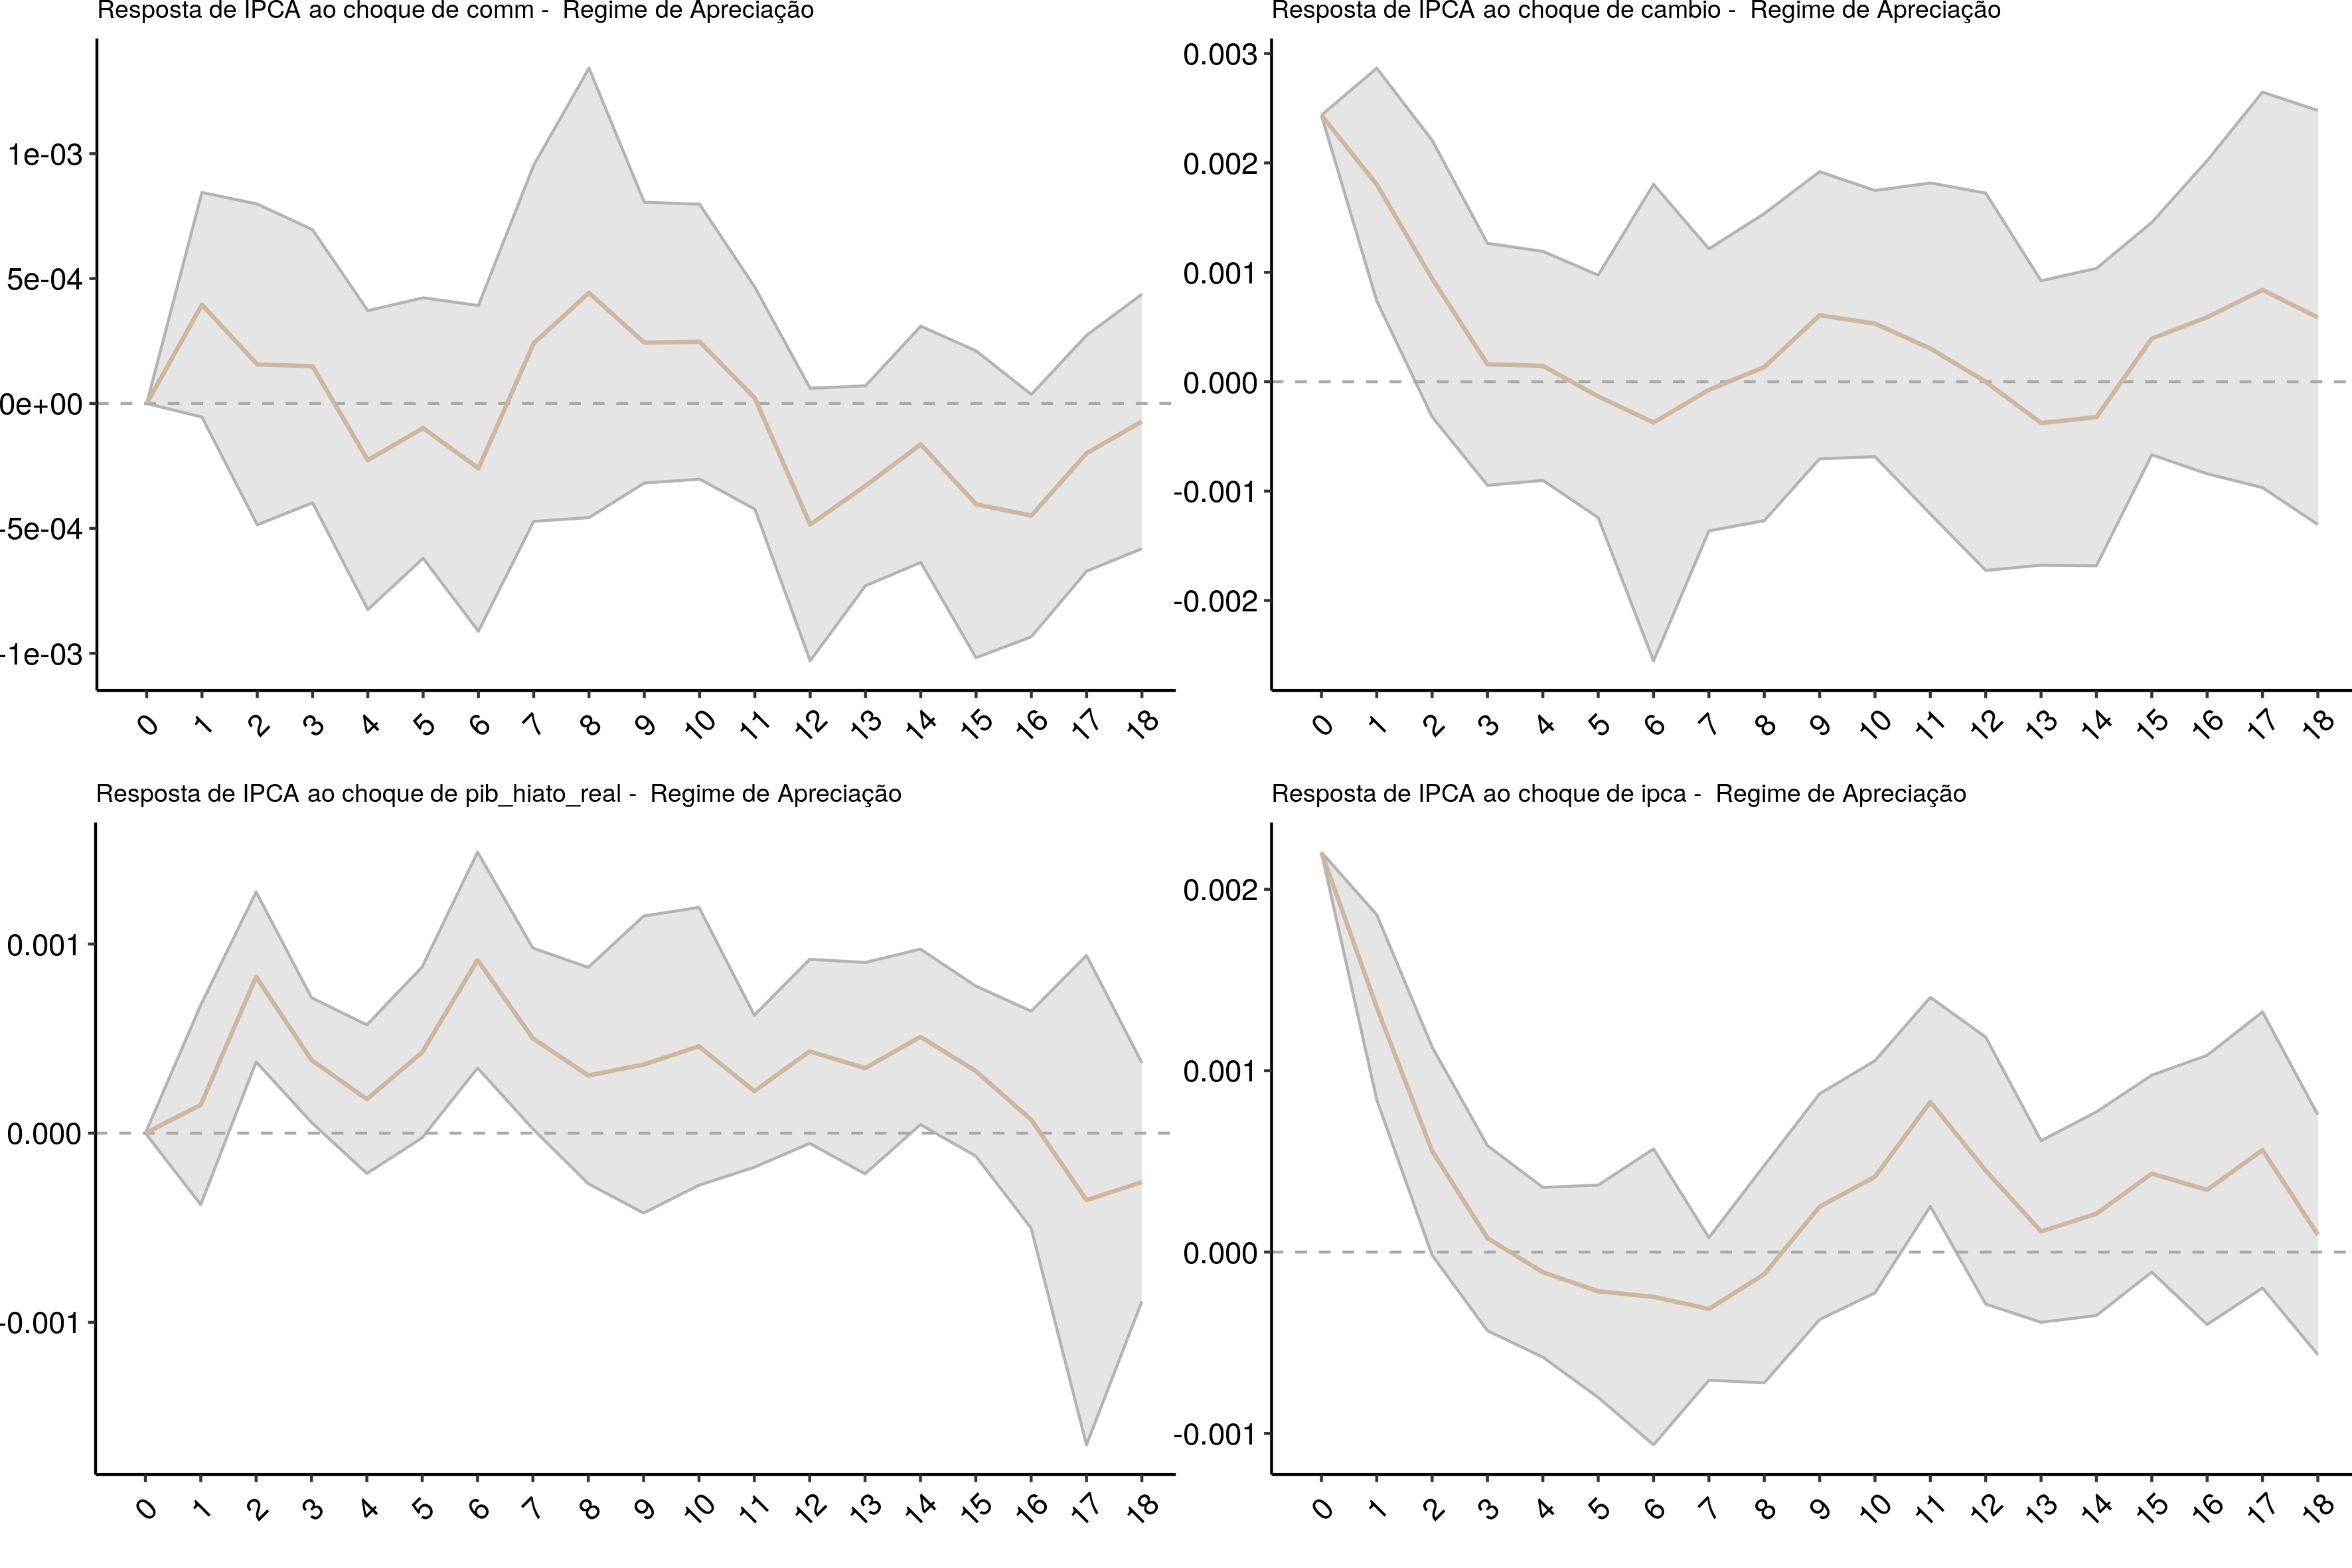 Resposta de IPCA ao choque de comm -  Regime de Apreciação
1e-03
5e-04
0e+00
-5e-04
-1e-03
0 1 2 3 4 5 6 7 8 9 10 11 12 13 14 15 16 17 18
Resposta de IPCA ao choque de cambio -  Regime de Apreciação
0.003
0.002
0.001
0.000
-0.001
-0.002
0 1 2 3 4 5 6 7 8 9 10 11 12 13 14 15 16 17 18
Resposta de IPCA ao choque de pib_hiato_real -  Regime de Apreciação
0.001
0.000
-0.001
0 1 2 3 4 5 6 7 8 9 10 11 12 13 14 15 16 17 18
Resposta de IPCA ao choque de ipca -  Regime de Apreciação
0.002
0.001
0.000
-0.001
0 1 2 3 4 5 6 7 8 9 10 11 12 13 14 15 16 17 18